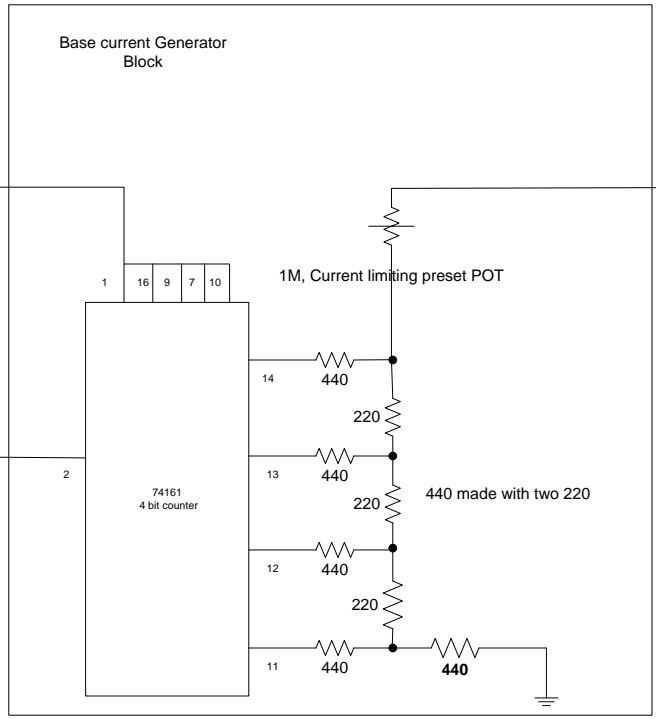 Base current Generator
Block
1 16 9 7 10
1M, Current limiting preset POT
14
440
220
2
13
440
74161
4 bit counter
220
440 made with two 220
12
440
220
11
440
440